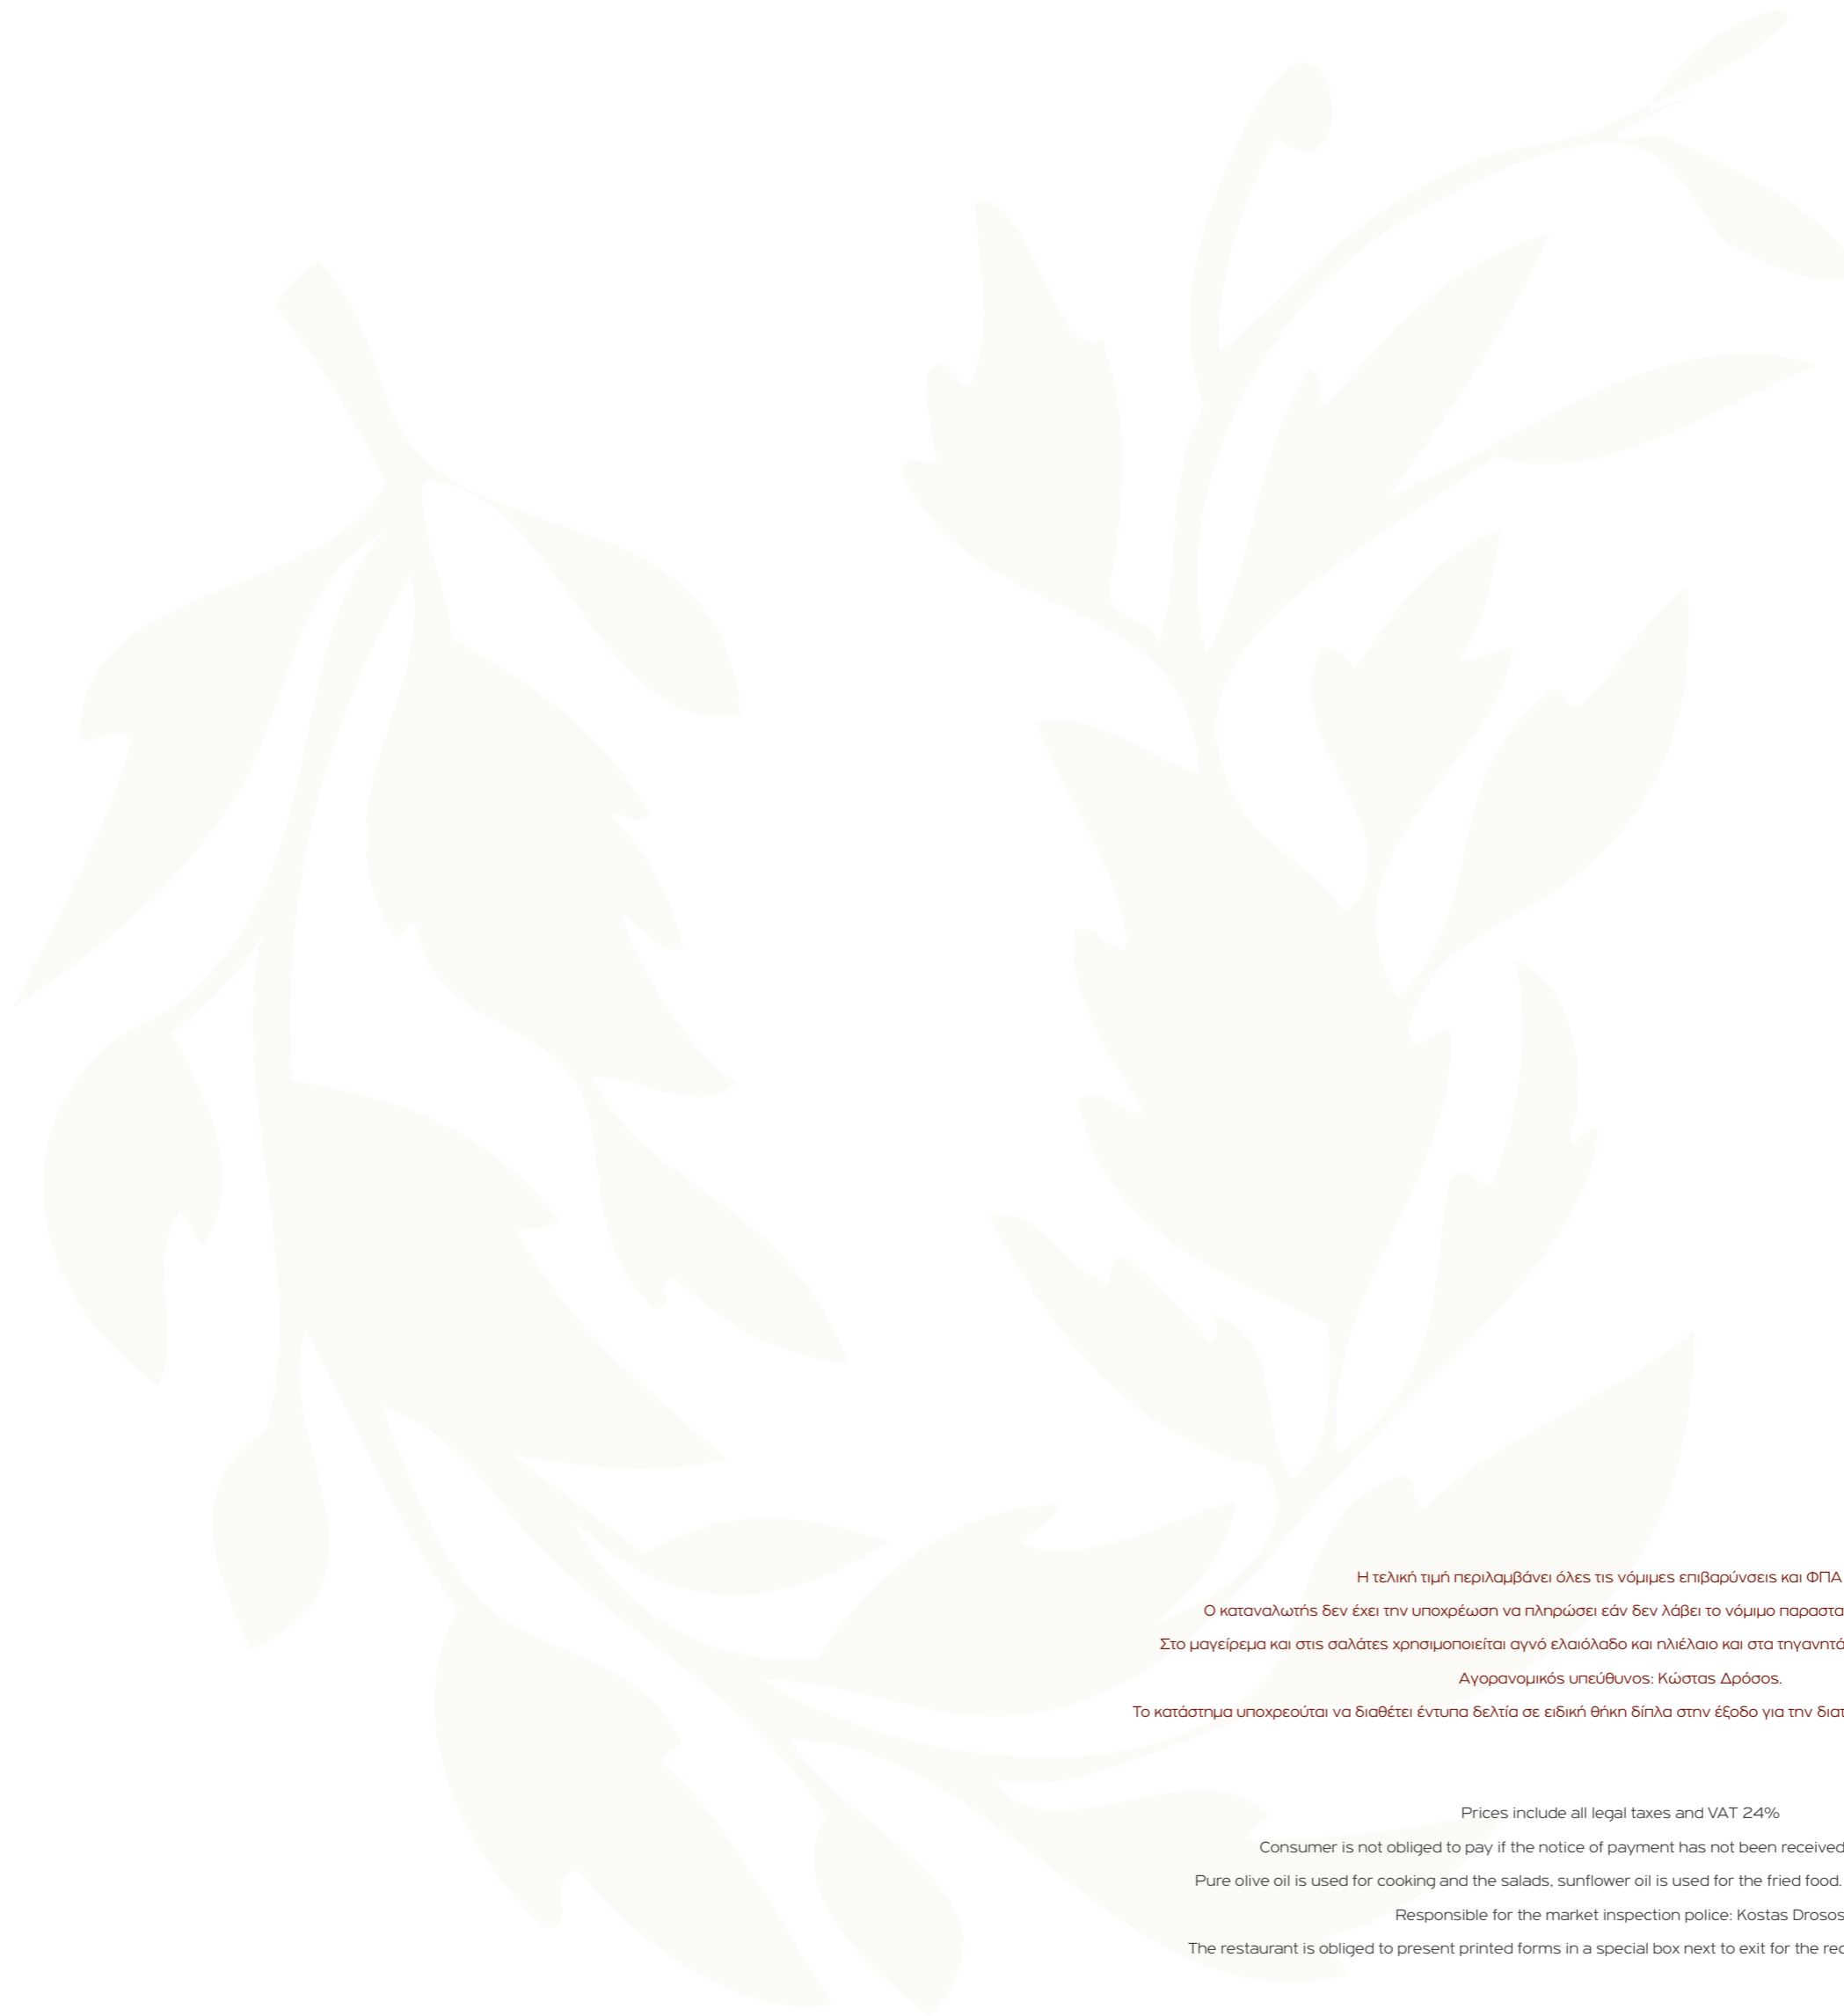 Η τελική τιμή περιλαμβάνει όλες τις νόμιμες επιβαρύνσεις και ΦΠΑ
Ο καταναλωτής δεν έχει την υποχρέωση να πληρώσει εάν δεν λάβει το νόμιμο
Στο μαγείρεμα και στις σαλάτες χρησιμοποιείται αγνό ελαιόλαδο και ηλιέλαιο και στα τηγανητά
Αγορανομικός υπεύθυνος: Κώστας Δρόσος.
Το κατάστημα υποχρεούται να διαθέτει έντυπα δελτία σε ειδική θήκη δίπλα στην έξοδο για την
Prices include all legal taxes and VAT 24%
Consumer is not obliged to pay if the notice of payment has not been received
Pure olive oil is used for cooking and the salads, sunflower oil is used for the fried food.
Responsible for the market inspection police: Kostas Drosos
The restaurant is obliged to present printed forms in a special box next to exit for the